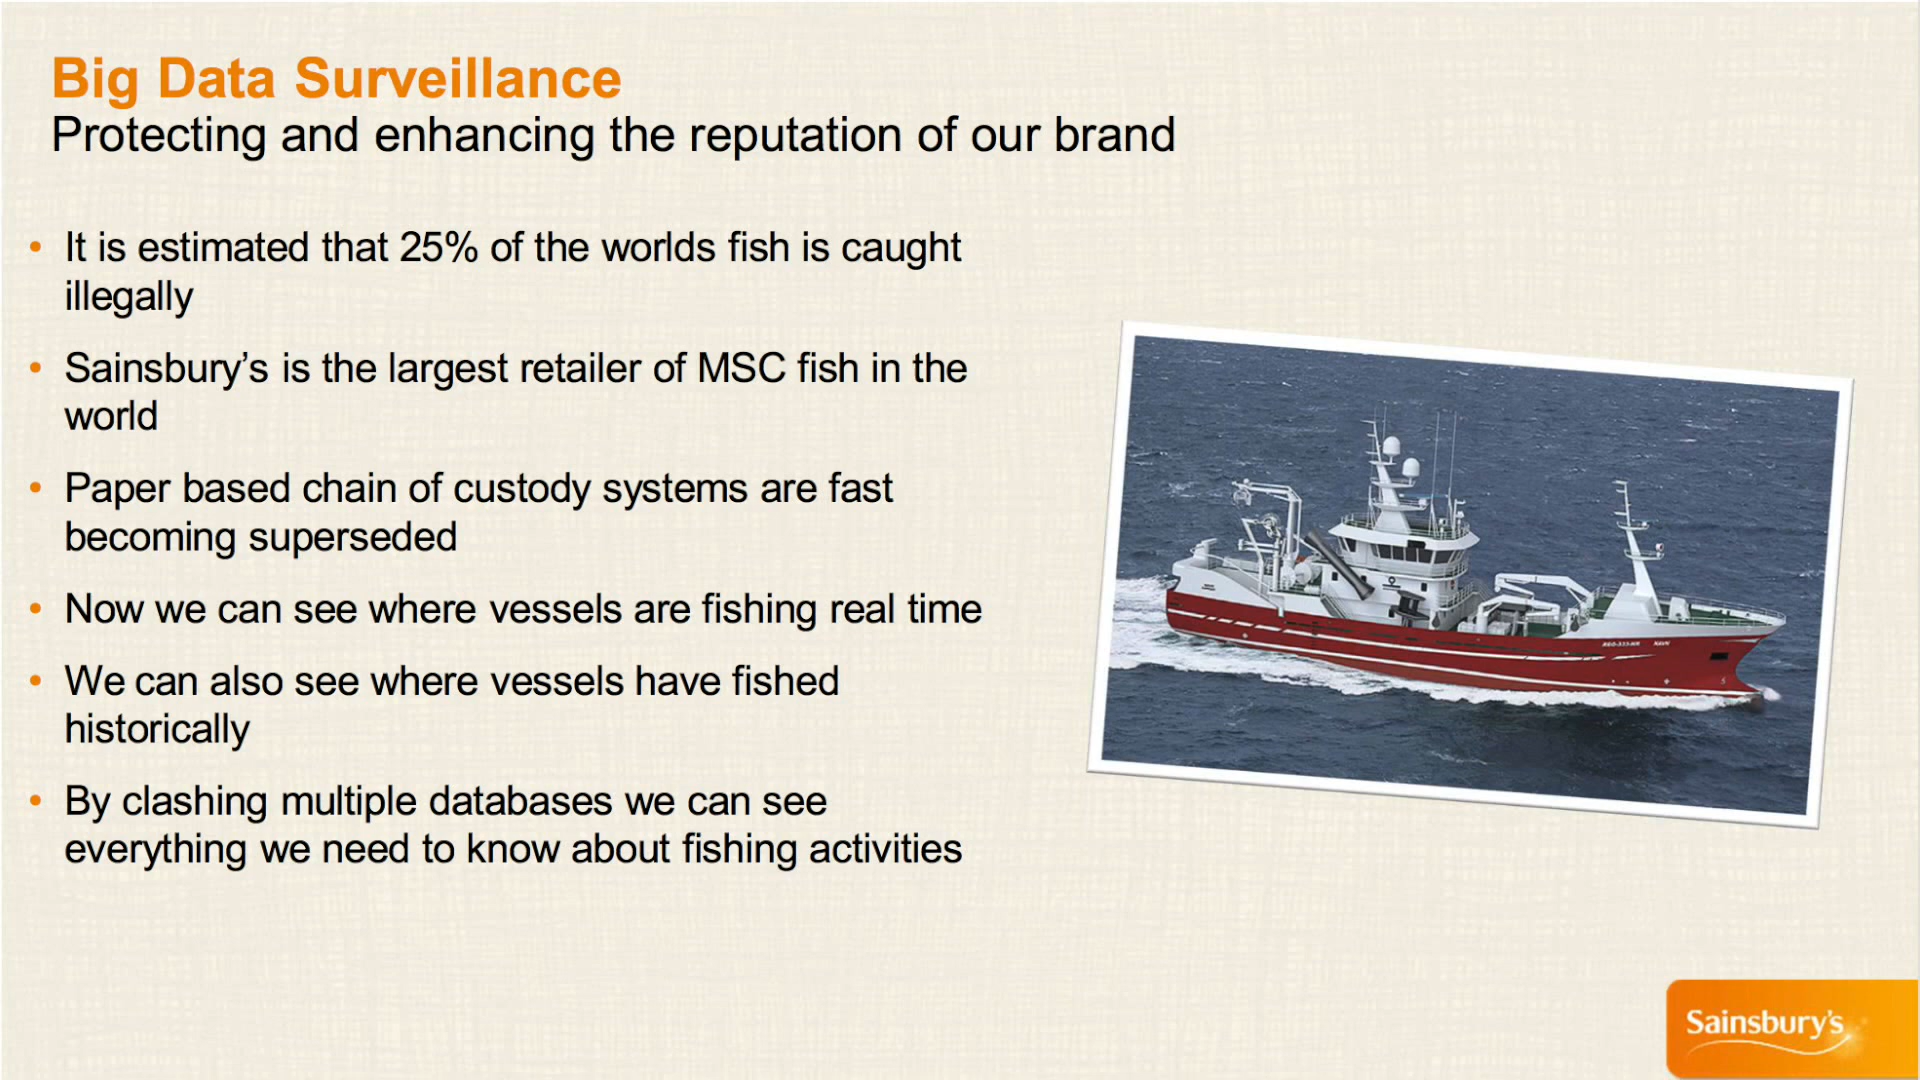 Big Data Surveillance
Protecting and enhancing the reputation of our brand
• It is estimated that 25% of the worlds fish is caught
illegally
• Sainsbury’s is the largest retailer of MSC fish in the
world
• Paper based chain of custody systems are fast
becoming superseded
• Now we can see where vessels are fishing real time
• We can also see where vessels have fished
historically
• By clashing multiple databases we can see
everything we need to know about fishing activities
Sainsbury's